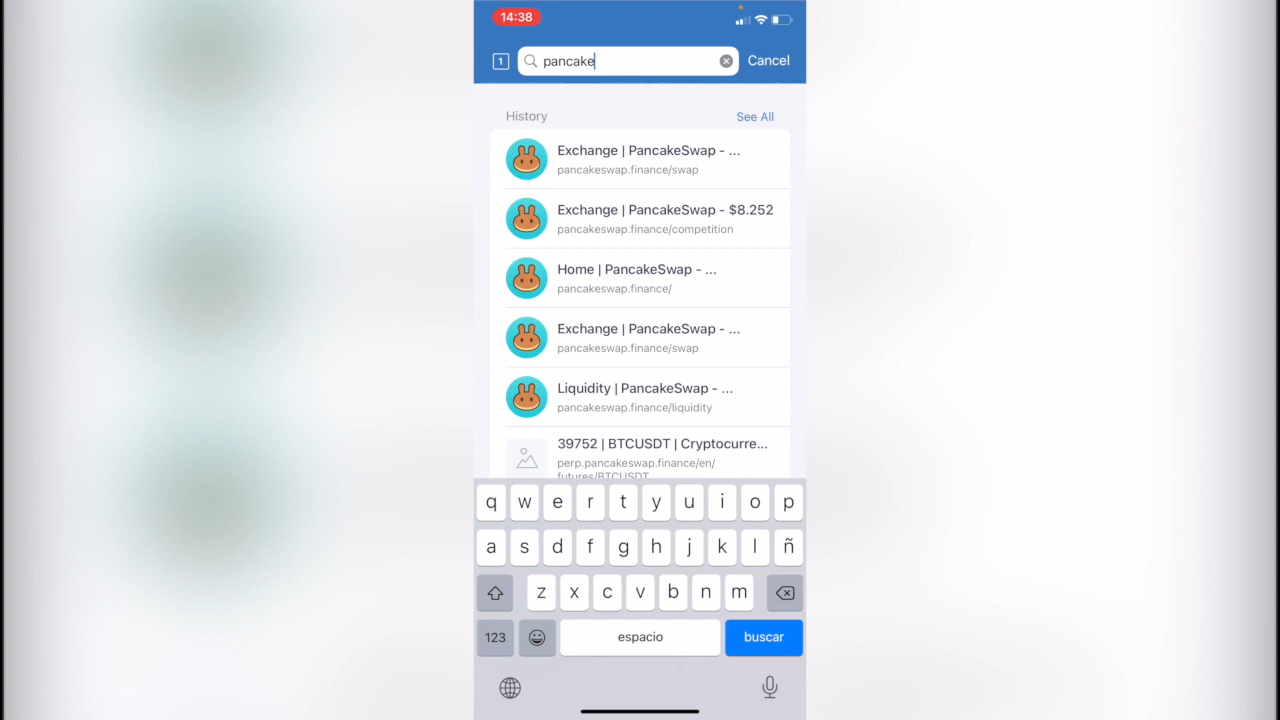 14:38
1
pancake
Cancel
History
See All
Exchange | PancakeSwap - ...
pancakeswap.finance/swap
Exchange | PancakeSwap - $8.252
pancakeswap.finance/competition
Home | PancakeSwap - ...
pancakeswap.finance/
Exchange | PancakeSwap - ...
pancakeswap.finance/swap
Liquidity | PancakeSwap - ...
pancakeswap.finance/liquidity
39752 | BTCUSDT | Cryptocurre...
perp.pancakeswap.finance/en/
futures/BTCUSDT
q w e r t y u i o p
a s d f g h j k l ñ
z x c v b n m
123
espacio
buscar